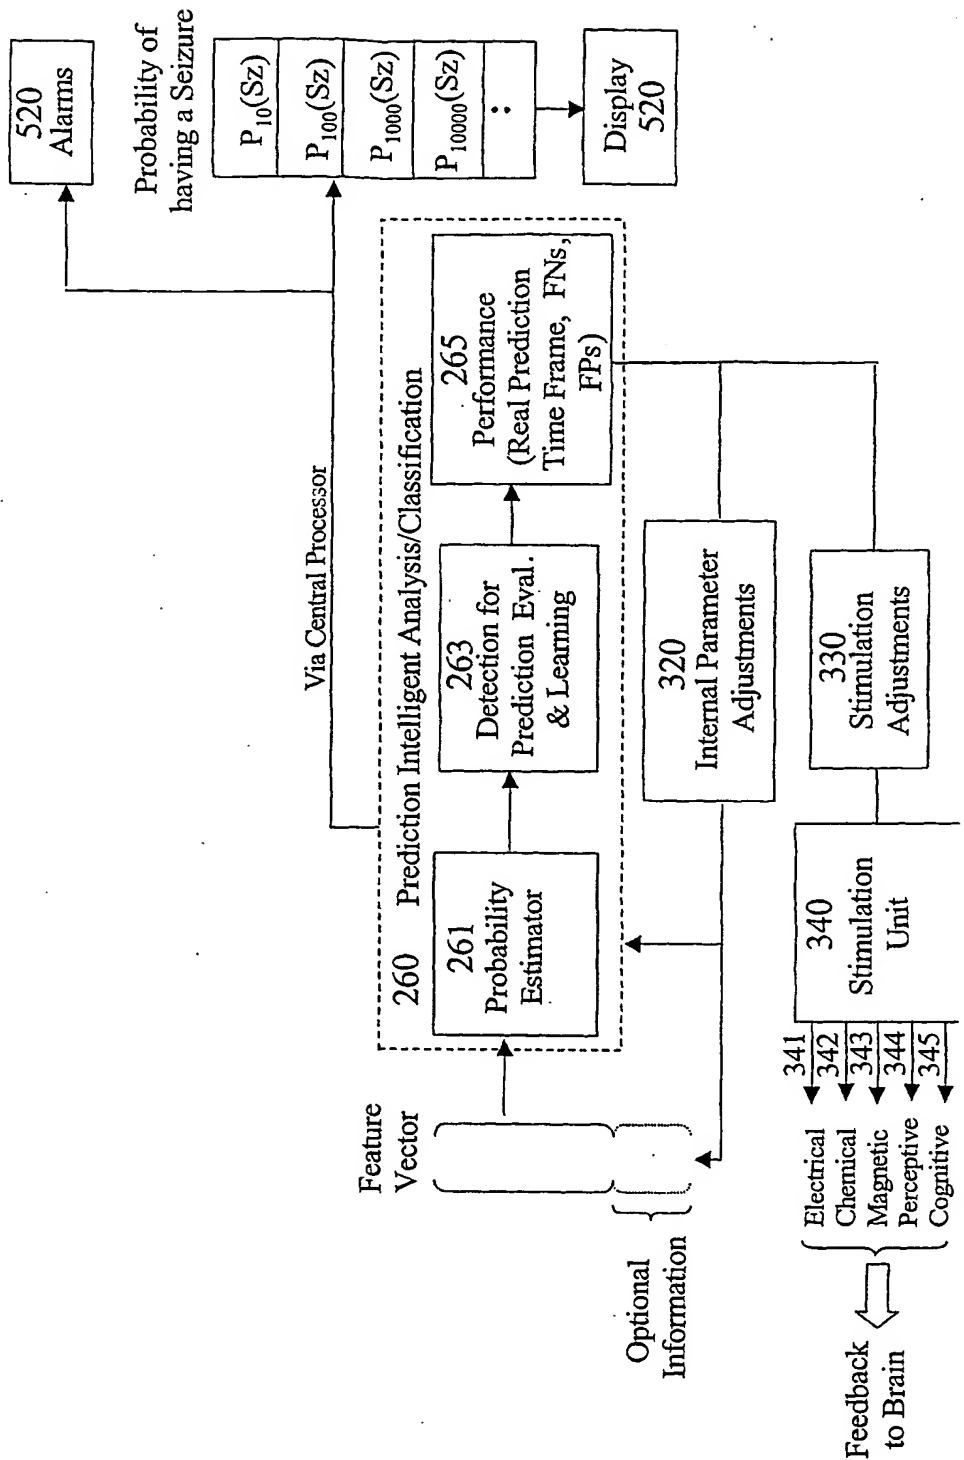 520
Alarms
Probability of
having a Seizure
P10(Sz)
P100(Sz)
P1000(Sz)
P10000(Sz)
:
Display
520
Via Central Processor
260 Prediction Intelligent Analysis/Classification
261
Probability
Estimator
263
Detection for
Prediction Eval.
& Learning
265
Performance
(Real Prediction
Time Frame, FNs,
FPs)
Feature
Vector
Optional
Information
320
Internal Parameter
Adjustments
330
Stimulation
Adjustments
340
Stimulation
Unit
341
342
343
344
345
Electrical
Chemical
Magnetic
Perceptive
Cognitive
Feedback
to Brain